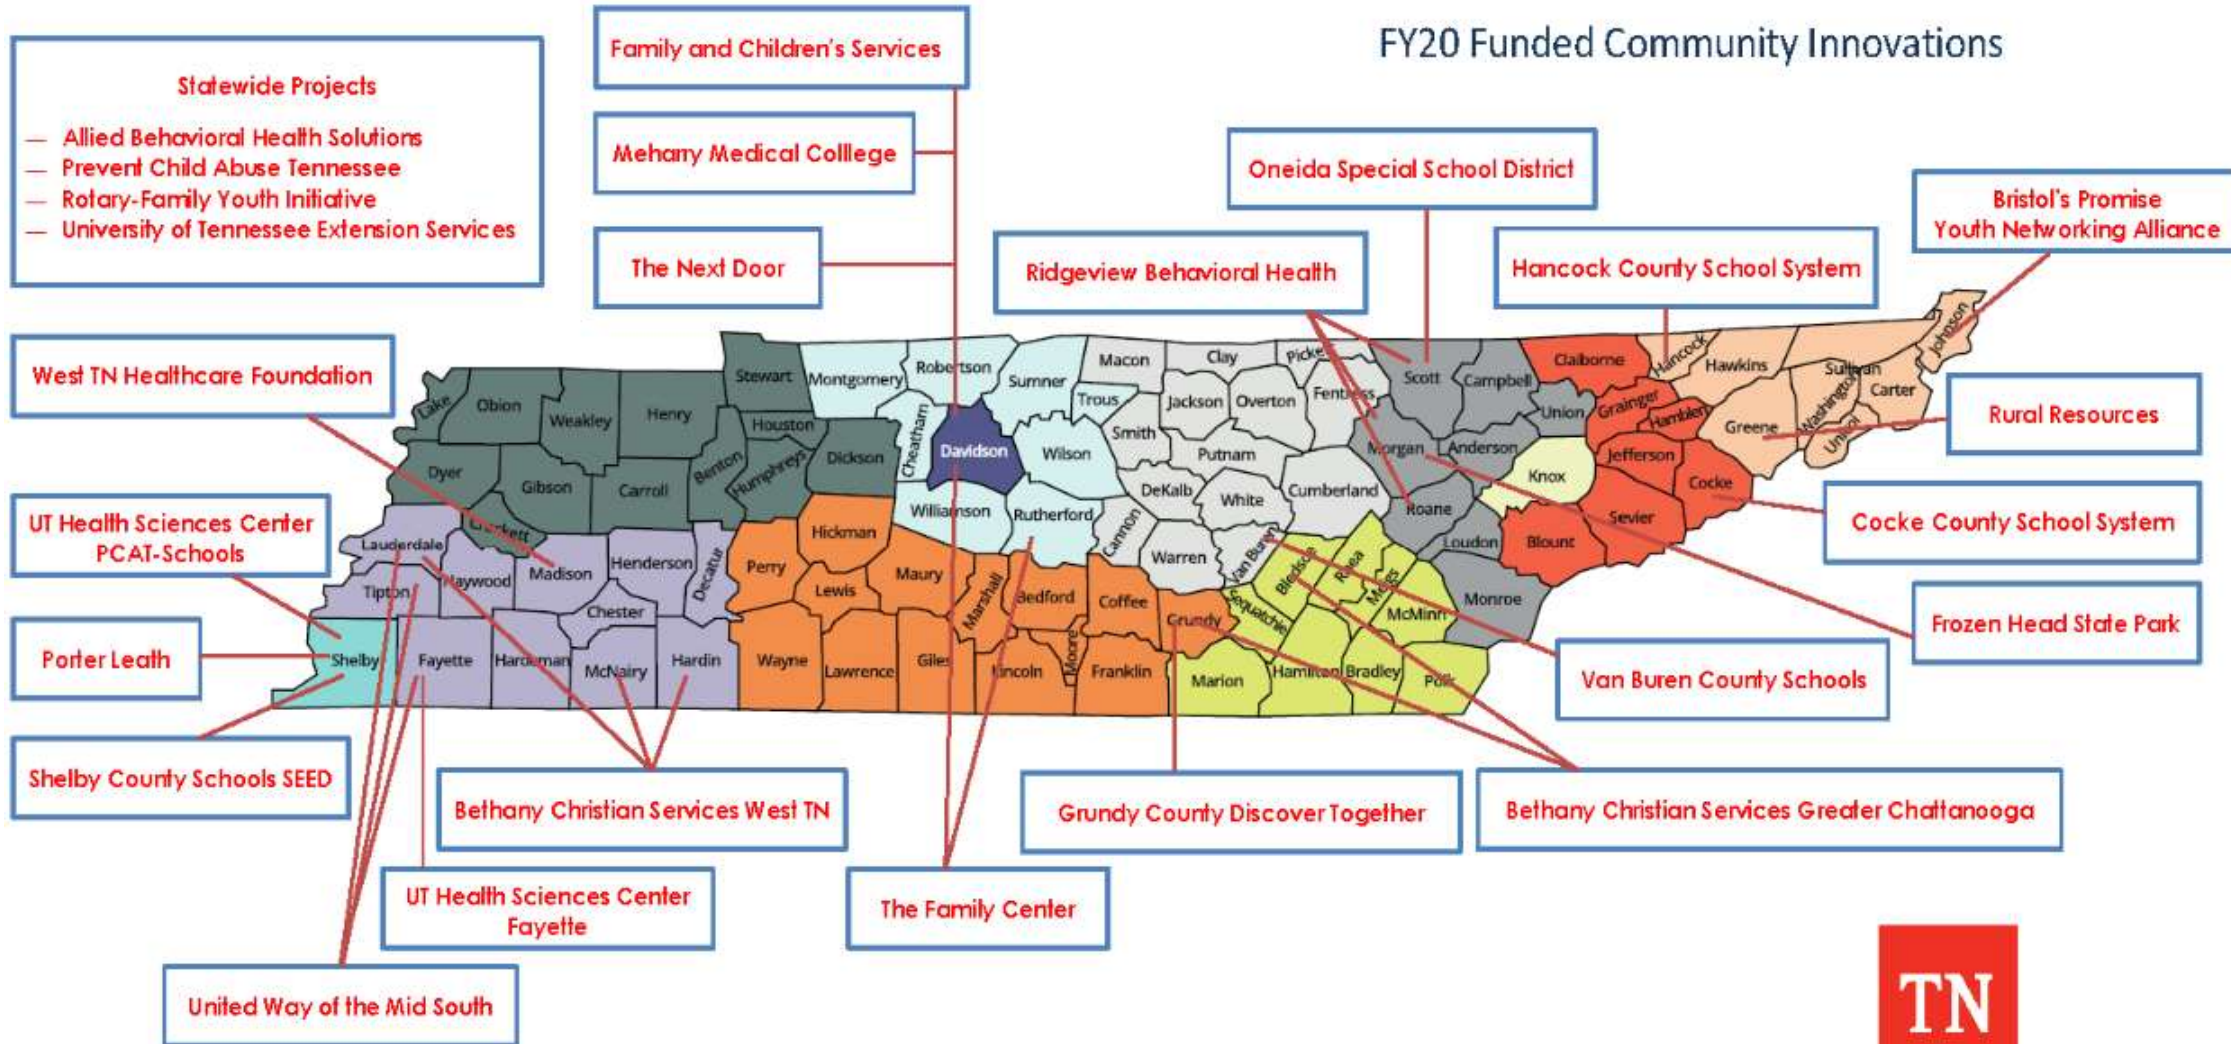 FY20 Funded Community Innovations
Statewide Projects
— Allied Behavioral Health Solutions
— Prevent Child Abuse Tennessee
— Rotary-Family Youth Initiative
— University of Tennessee Extension Services
Family and Children's Services
Meharry Medical Colllege
The Next Door
Oneida Special School District
Ridgeview Behavioral Health
Hancock County School System
Bristol's Promise
Youth Networking Alliance
West TN Healthcare Foundation
Rural Resources
UT Health Sciences Center
PCAT-Schools
Cocke County School System
Porter Leath
Frozen Head State Park
Van Buren County Schools
Shelby County Schools SEED
Bethany Christian Services West TN
Grundy County Discover Together
Bethany Christian Services Greater Chattanooga
UT Health Sciences Center
Fayette
The Family Center
United Way of the Mid South
Lake
Obion
Weakley
Henry
Stewart
Houston
Montgomery
Robertson
Sumner
Macon
Clay
Trous
Jackson
Overton
Fentress
Scott
Campbell
Claiborne
Union
Grainger
Hamblen
Hancock
Hawkins
Sullivan
Johnson
Carter
Washington
Unicoi
Greene
Dyer
Gibson
Carroll
Benton
Humphreys
Dickson
Cheatham
Davidson
Wilson
Smith
Putnam
Morgan
Anderson
Knox
Jefferson
Cocke
Sevier
Blount
Crockett
Lauderdale
Tipton
Haywood
Madison
Henderson
Decatur
Perry
Hickman
Lewis
Maury
Williamson
Rutherford
Cannon
DeKalb
White
Cumberland
Warren
Van Buren
Bledsoe
Rhea
Meigs
McMinn
Roane
Loudon
Monroe
Shelby
Fayette
Hardeman
Chester
McNairy
Hardin
Wayne
Lawrence
Giles
Marshall
Bedford
Lincoln
Moore
Coffee
Franklin
Grundy
Sequatchie
Marion
Hamilton
Bradley
Polk
TN